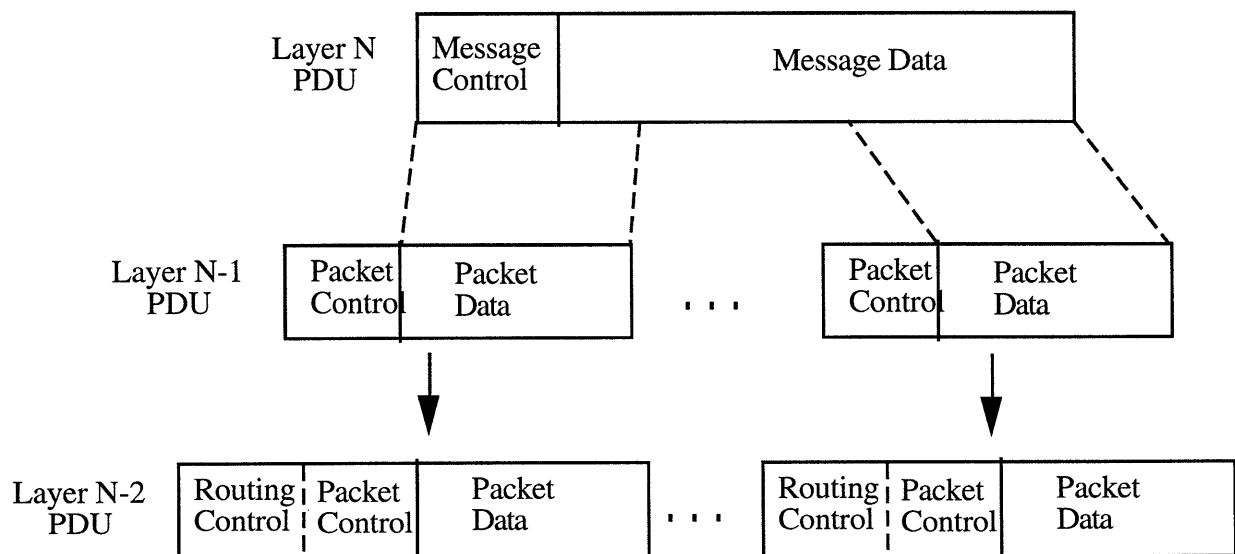 Layer N
PDU
Message
Control
Message Data
Layer N-1
PDU
Packet
Control
Packet
Data
. . .
Packet
Control
Packet
Data
Layer N-2
PDU
Routing
Control
Packet
Control
Packet
Data
. . .
Routing
Control
Packet
Control
Packet
Data